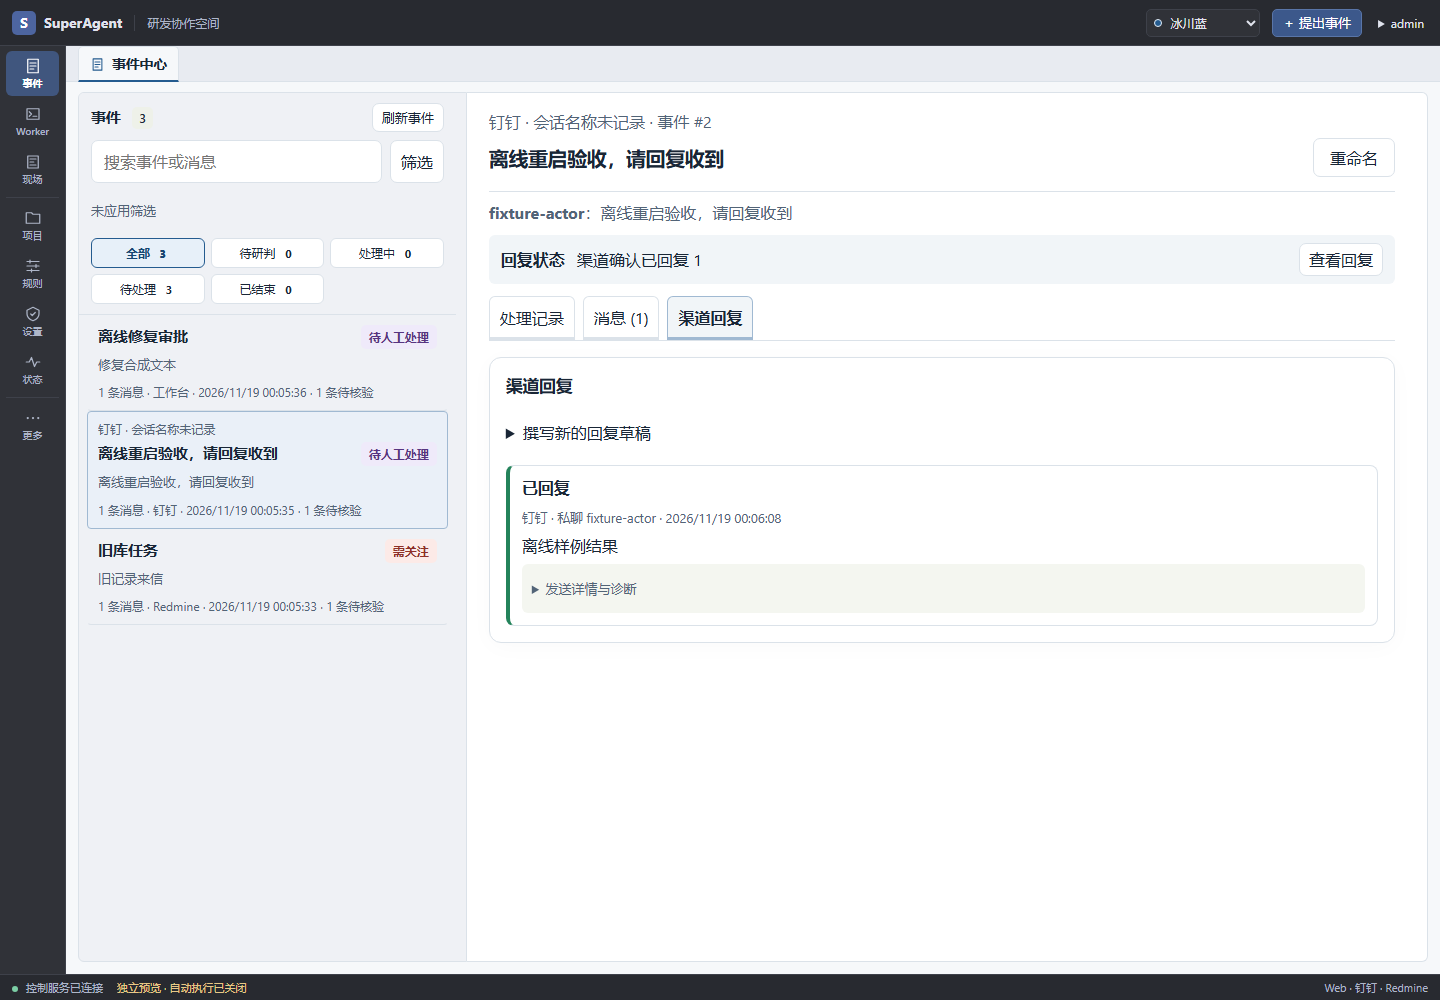 S SuperAgent 研发协作空间 冰川蓝 + 提出事件 ▶ admin
事件
Worker
现场
项目
规则
设置
状态
更多
事件中心
事件 3 刷新事件
搜索事件或消息 筛选
未应用筛选
全部 3 待研判 0 处理中 0
待处理 3 已结束 0
离线修复审批 待人工处理
修复合成文本
1 条消息 · 工作台 · 2026/11/19 00:05:36 · 1 条待核验
钉钉 · 会话名称未记录
离线重启验收，请回复收到 待人工处理
离线重启验收，请回复收到
1 条消息 · 钉钉 · 2026/11/19 00:05:35 · 1 条待核验
旧库任务 需关注
旧记录来信
1 条消息 · Redmine · 2026/11/19 00:05:33 · 1 条待核验
钉钉 · 会话名称未记录 · 事件 #2
离线重启验收，请回复收到 重命名
fixture-actor：离线重启验收，请回复收到
回复状态 渠道确认已回复 1 查看回复
处理记录 消息 (1) 渠道回复
渠道回复
▶ 撰写新的回复草稿
已回复
钉钉 · 私聊 fixture-actor · 2026/11/19 00:06:08
离线样例结果
▶ 发送详情与诊断
控制服务已连接 独立预览 · 自动执行已关闭 Web · 钉钉 · Redmine